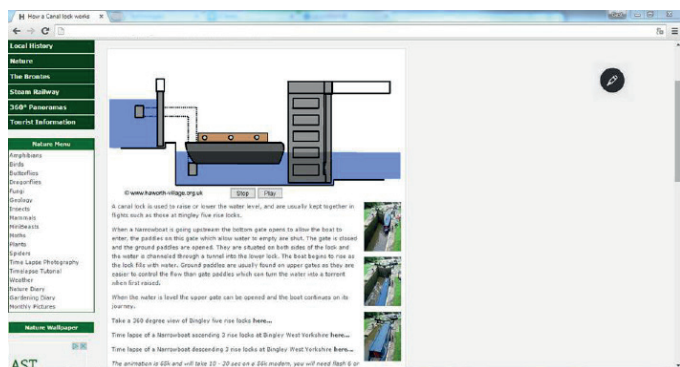 How a Canal lock works
Local History
Nature
The Brontes
Steam Railway
360° Panoramas
Tourist Information
Nature Menu
Amphibians
Birds
Butterflies
Dragonflies
Fungi
Geology
Insects
Mammals
Minibeasts
Moths
Plants
Spiders
Time Lapse Photography
Timelapse Tutorial
Weather
Nature Diary
Gardening Diary
Monthly Pictures
Nature Wallpaper
AST
© www.haworth-village.org.uk
Stop Play
A canal lock is used to raise or lower the water level, and are usually kept together in
flights such as those at Bingley five rise locks.
When a Narrowboat is going upstream the bottom gate opens to allow the boat to
enter, the paddles on this gate which allow water to empty are shut. The gate is closed
and the ground paddles are opened. They are situated on both sides of the lock and
the water is channeled through a tunnel into the lower lock. The boat begins to rise as
the lock fills with water. Ground paddles are usually found on upper gates as they are
easier to control the flow than gate paddles which can turn the water into a torrent
when first raised.
When the water is level the upper gate can be opened and the boat continues on its
journey.
Take a 360 degree view of Bingley five rise locks here...
Time lapse of a Narrowboat ascending 3 rise locks at Bingley West Yorkshire here...
Time lapse of a Narrowboat descending 3 rise locks at Bingley West Yorkshire here...
The animation is 68k and will take 10 - 20 sec on a 56k modem, you will need flash 6 or